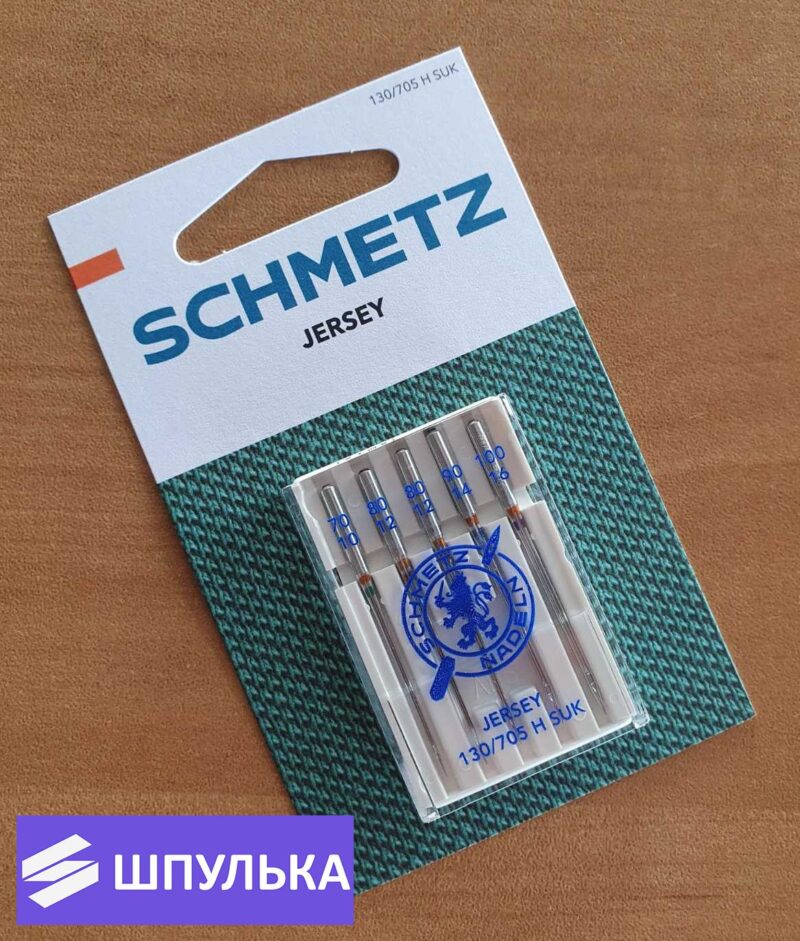 130/705 H SUK
SCHMETZ
JERSEY
70 80 80 90 100
10 12 12 14 16
SCHMETZ
NADELN
JERSEY
130/705 H SUK
ШПУЛЬКА